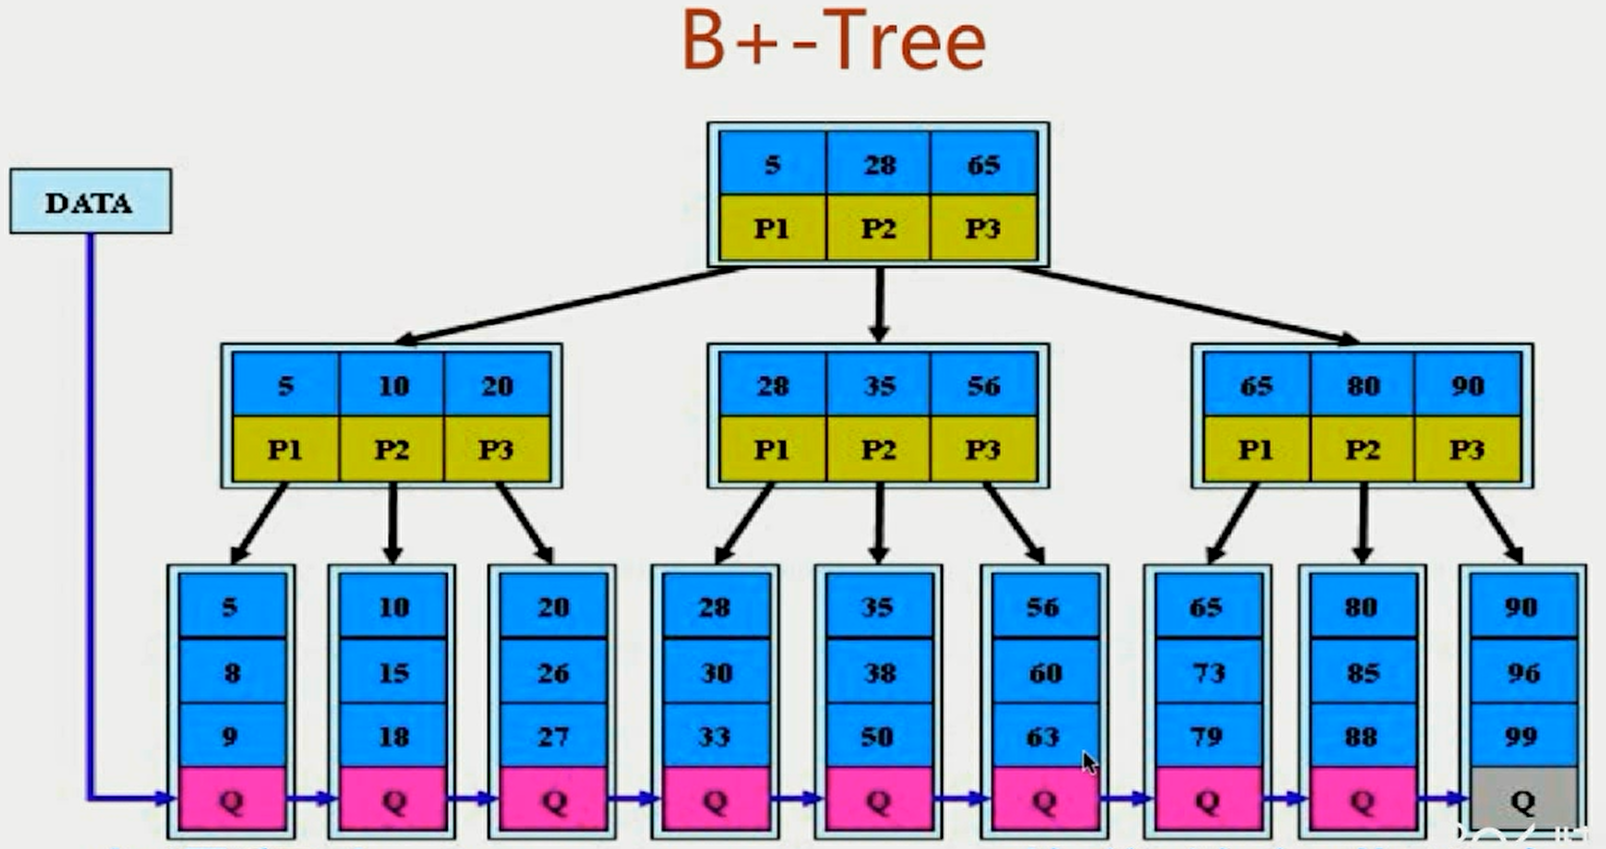 B+-Tree
DATA
5 28 65
P1 P2 P3
5 10 20
P1 P2 P3
28 35 56
P1 P2 P3
65 80 90
P1 P2 P3
5 10 20 28 35 56 65 80 90
8 15 26 30 38 60 73 85 96
9 18 27 33 50 63 79 88 99
Q Q Q Q Q Q Q Q Q